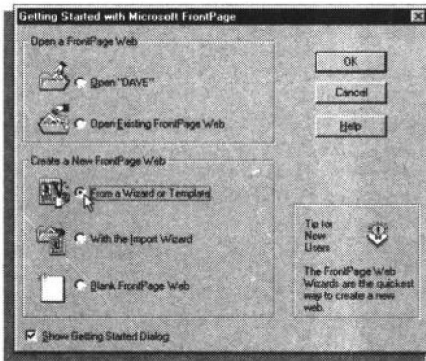 Getting Started with Microsoft FrontPage
Open a FrontPage Web
Open "DAVE"
Open Existing FrontPage Web
Create a New FrontPage Web
From a Wizard or Template
With the Import Wizard
Blank FrontPage Web
Show Getting Started Dialog
OK
Cancel
Help
Tip for
New
Users
The FrontPage Web
Wizards are the quickest
way to create a new
web.